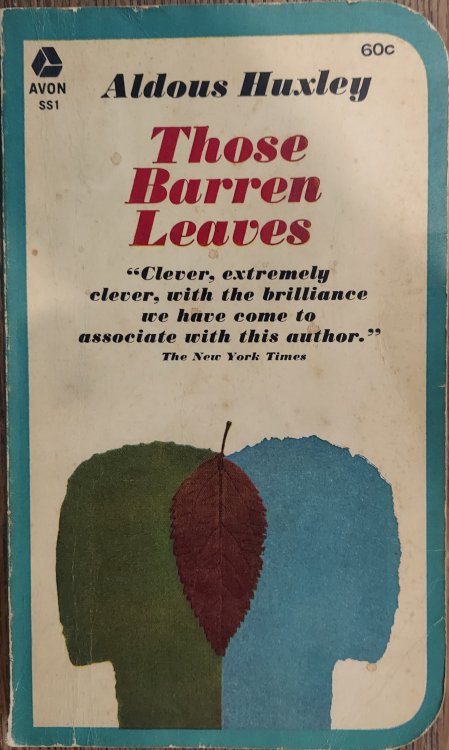 60c
AVON
SS1
Aldous Huxley
Those
Barren
Leaves
“Clever, extremely
clever, with the brilliance
we have come to
associate with this author.”
The New York Times